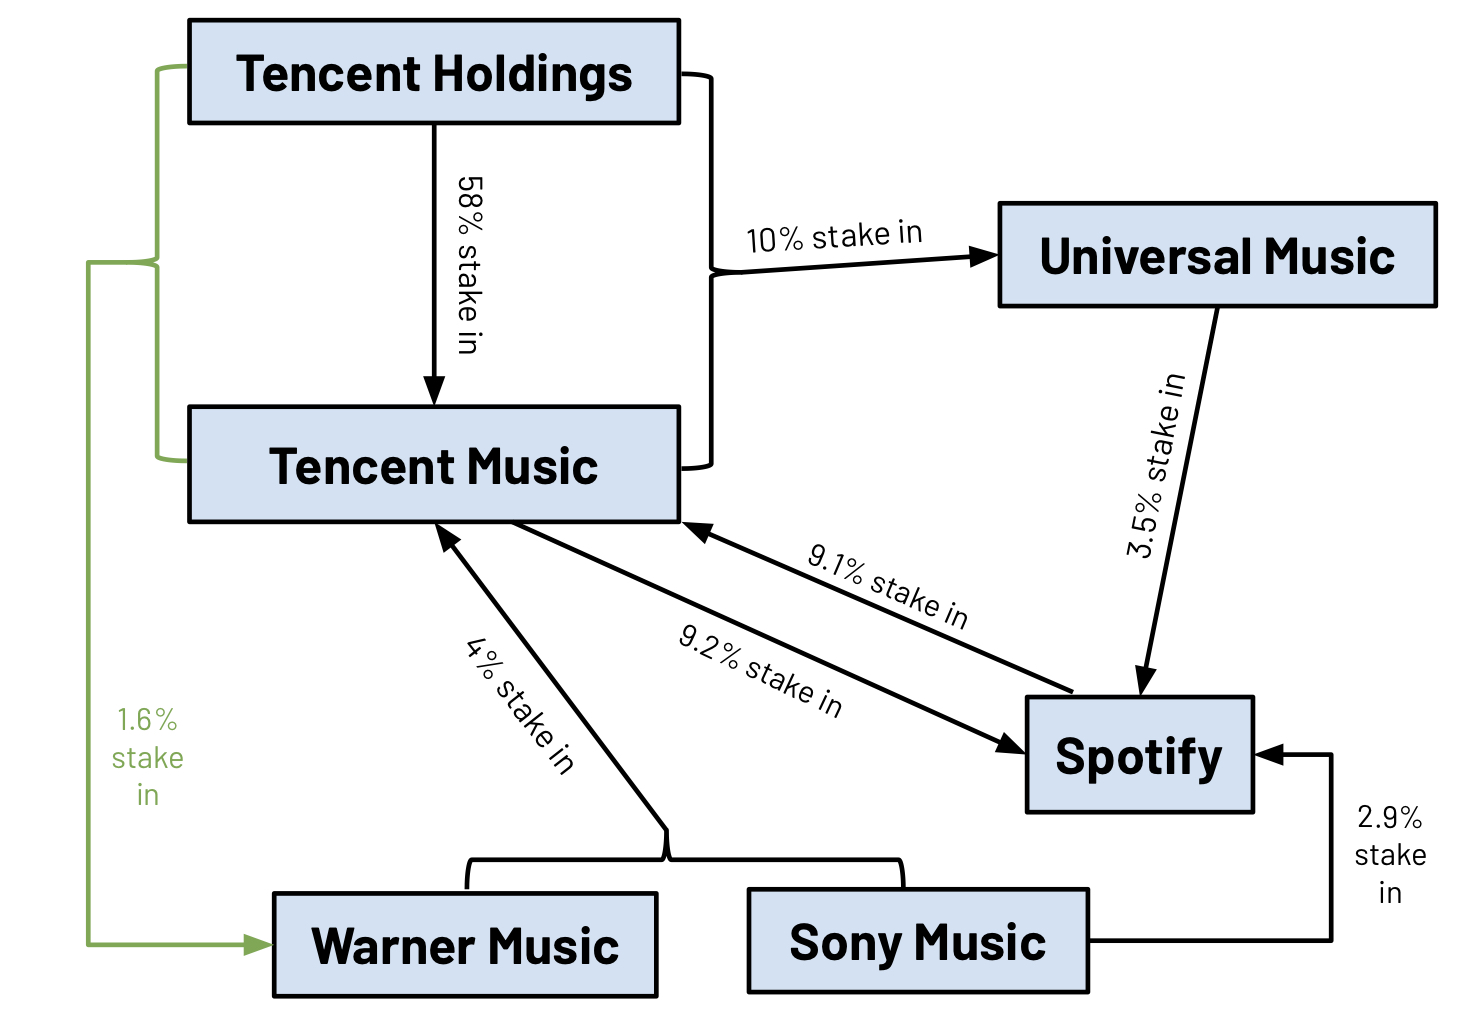 Tencent Holdings
58% stake in
10% stake in
Universal Music
Tencent Music
3.5% stake in
9.1% stake in
9.2% stake in
4% stake in
1.6%
stake
in
Spotify
2.9%
stake
in
Warner Music
Sony Music